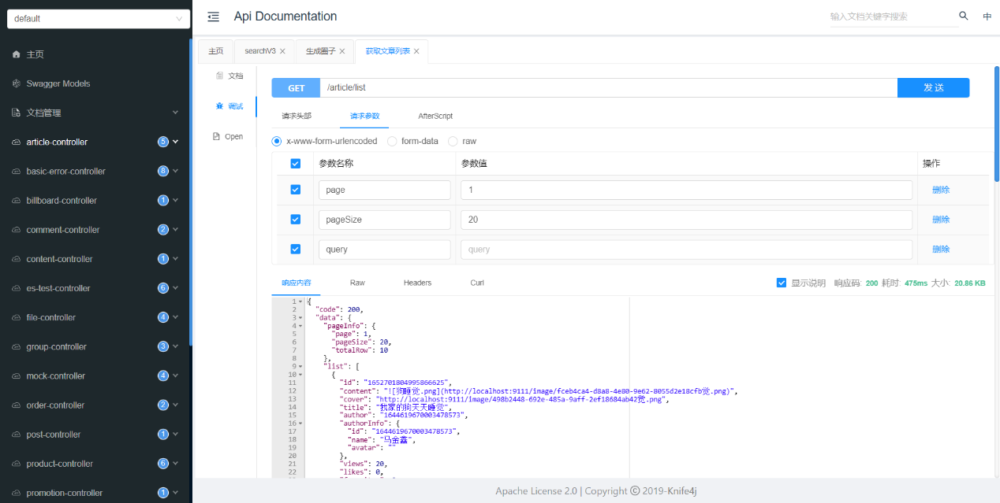 default
Api Documentation
输入文档关键字搜索
中
主页
searchV3
生成圈子
获取文章列表
主页
Swagger Models
文档管理
article-controller 5
basic-error-controller 8
billboard-controller 1
comment-controller 2
content-controller 1
es-test-controller 6
file-controller 4
group-controller 3
mock-controller 4
order-controller 2
post-controller 1
product-controller 6
promotion-controller 1
文档
调试
Open
GET /article/list 发 送
请求头部 请求参数 AfterScript
x-www-form-urlencoded form-data raw
参数名称 参数值 操作
page 1 删除
pageSize 20 删除
query query 删除
响应内容 Raw Headers Curl 显示说明 响应码: 200 耗时: 475ms 大小: 20.86 KB
1 {
2 "code": 200,
3 "data": {
4 "pageInfo": {
5 "page": 1,
6 "pageSize": 20,
7 "totalRow": 10
8 },
9 "list": [
10 {
11 "id": "1652701804995866625",
12 "content": "![狗睡觉.png](http://localhost:9111/image/fceb4ca4-d8a8-4e80-9e62-8055d2e18cfb觉.png)",
13 "cover": "http://localhost:9111/image/498b2448-692e-485a-9aff-2ef18684ab42觉.png",
14 "title": "我家的狗天天睡觉",
15 "author": "1644619670003478573",
16 "authorInfo": {
17 "id": "1644619670003478573",
18 "name": "马金鑫",
19 "avatar": ""
20 },
21 "views": 20,
22 "likes": 0,
Apache License 2.0 | Copyright © 2019-Knife4j